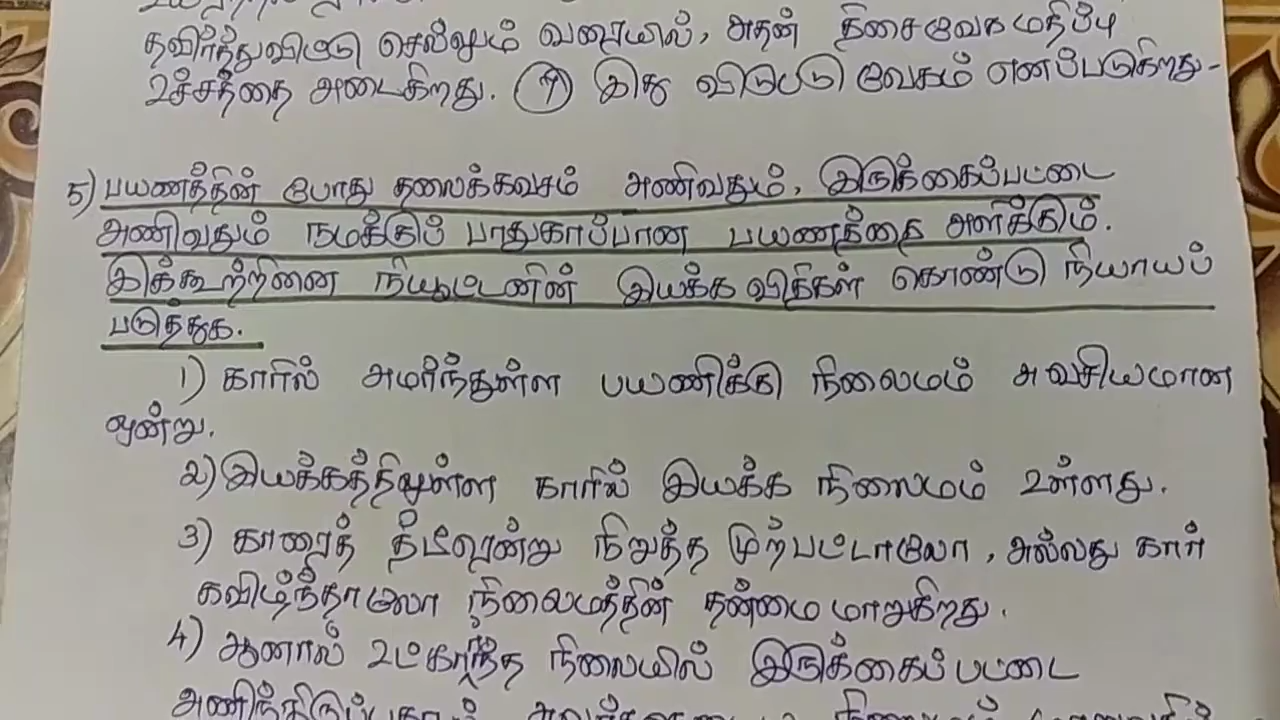 தவிர்த்துவிட்டு செல்லும் வரையில், அதன் திசைவேக மதிப்பு
உச்சத்தை அடைகிறது. இது விடுபடு வேகம் எனப்படுகிறது-
5) பயணத்தின் போது தலைக்கவசம் அணிவதும், இருக்கைப்பட்டை
அணிவதும் நமக்குப் பாதுகாப்பான பயணத்தை அளிக்கும்.
இக்கூற்றினை நியூட்டனின் இயக்க விதிகள் கொண்டு நியாயப்
படுத்துக.
1) காரில் அமர்ந்துள்ள பயணிக்கு நிலைமம் அவசியமான
ஒன்று.
2) இயக்கத்திலுள்ள காரில் இயக்க நிலைமம் உள்ளது.
3) காரைத் திடீரென்று நிறுத்த முற்பட்டாலோ, அல்லது கார்
கவிழ்ந்தாலோ நிலைமத்தின் தன்மை மாறுகிறது.
4) ஆனால் உட்கார்ந்த நிலையில் இருக்கைப் பட்டை